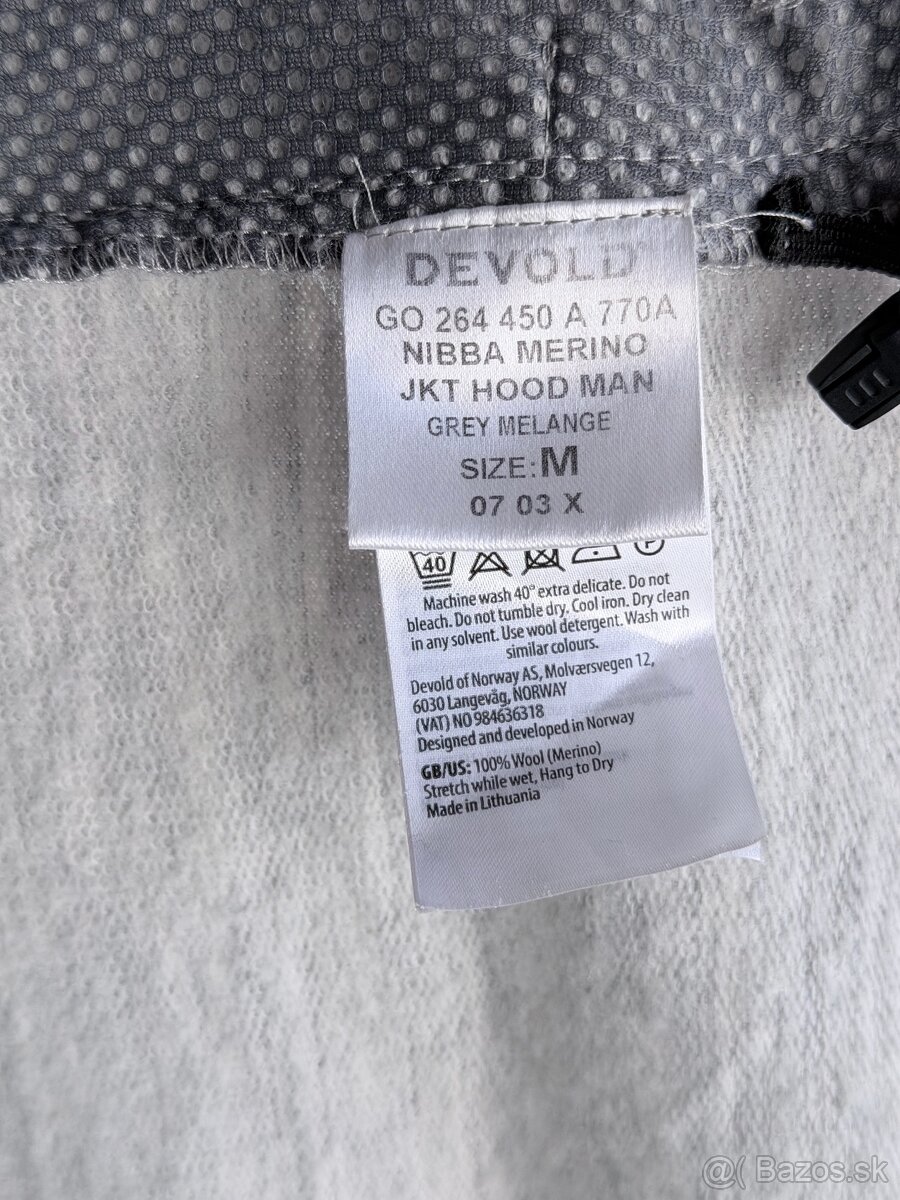 DEVOLD
GO 264 450 A 770A
NIBBA MERINO
JKT HOOD MAN
GREY MELANGE
SIZE: M
07 03 X
40
P
Machine wash 40° extra delicate. Do not
bleach. Do not tumble dry. Cool iron. Dry clean
in any solvent. Use wool detergent. Wash with
similar colours.
Devold of Norway AS, Molværsvegen 12,
6030 Langevåg, NORWAY
(VAT) NO 984636318
Designed and developed in Norway
GB/US: 100% Wool (Merino)
Stretch while wet, Hang to Dry
Made in Lithuania
@( Bazos.sk